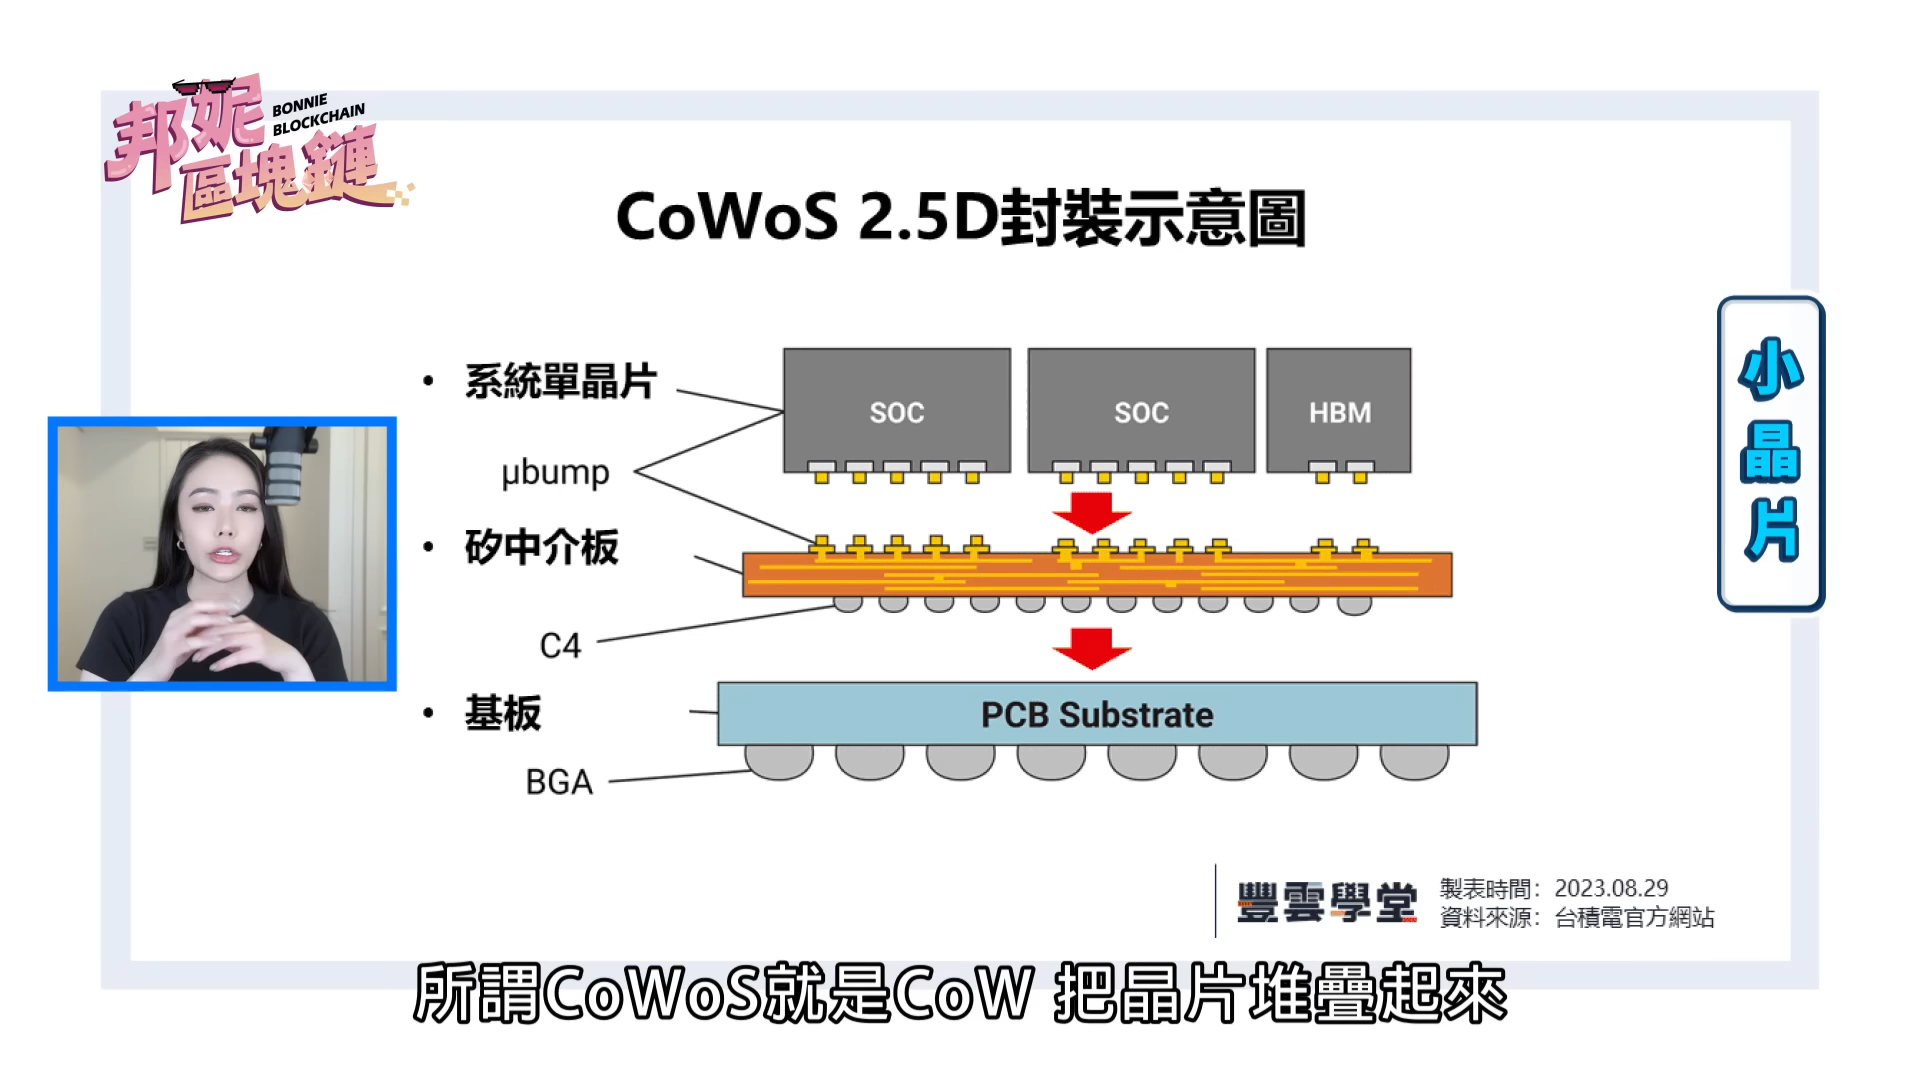 邦妮
BONNIE
BLOCKCHAIN
區塊鏈
CoWoS 2.5D封裝示意圖
• 系統單晶片
SOC
SOC
HBM
μbump
• 矽中介板
C4
• 基板
PCB Substrate
BGA
小晶片
豐雲學堂
製表時間：2023.08.29
資料來源：台積電官方網站
所謂CoWoS就是CoW 把晶片堆疊起來